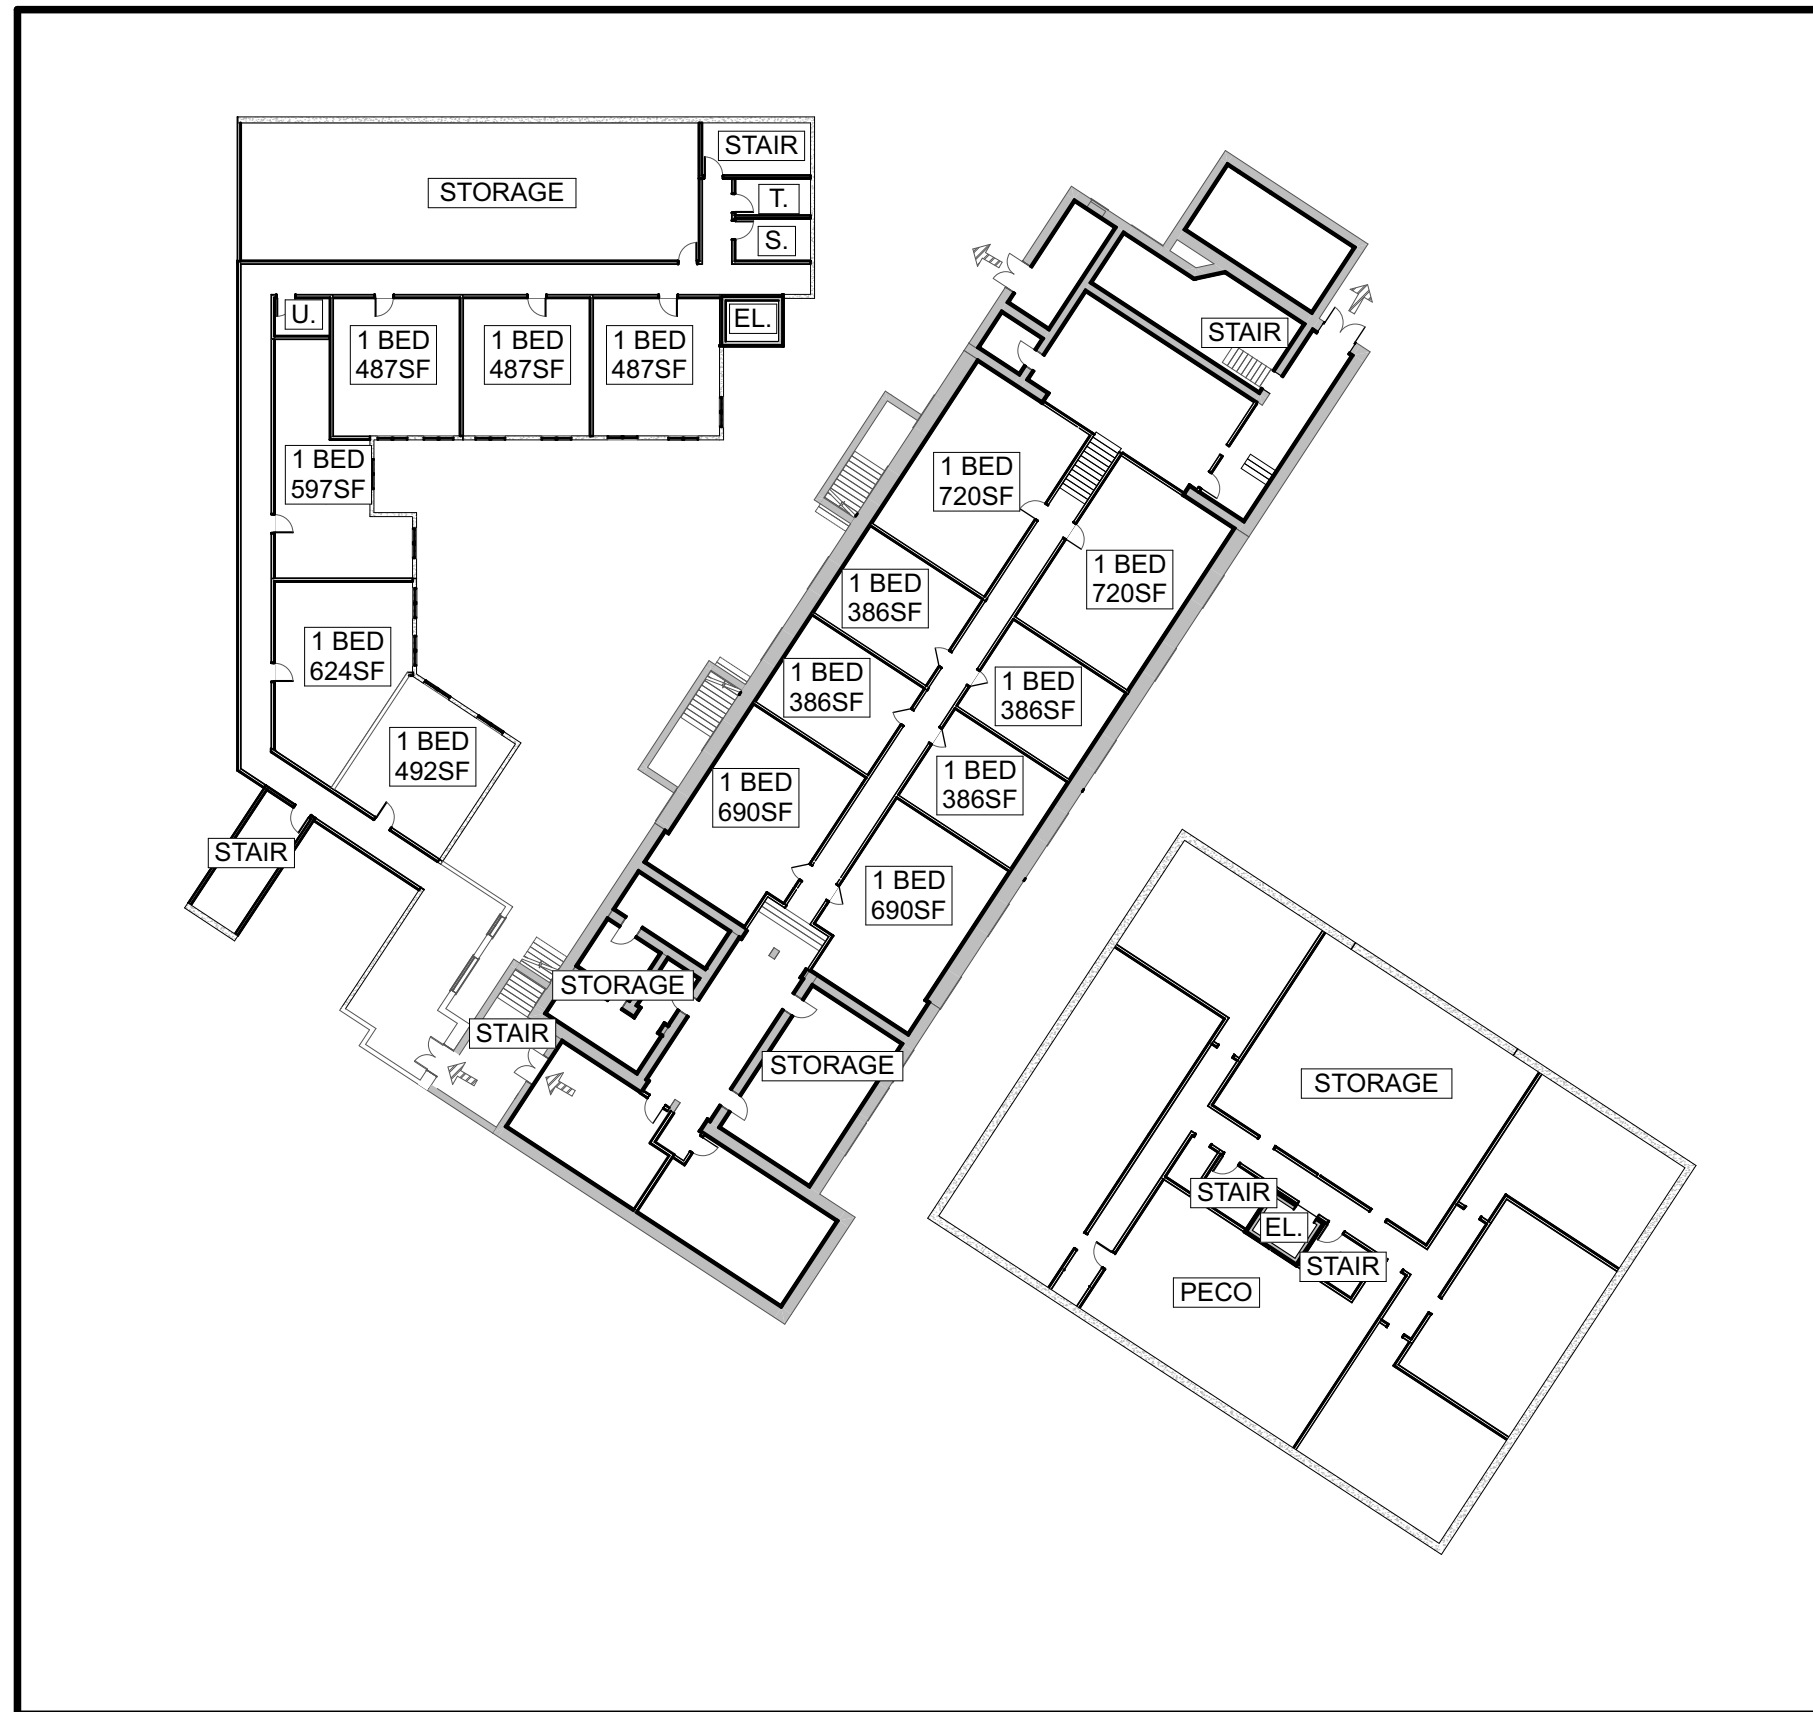 STAIR
STORAGE
T.
S.
U.
EL.
1 BED
487SF
1 BED
487SF
1 BED
487SF
1 BED
597SF
1 BED
624SF
1 BED
492SF
STAIR
STAIR
1 BED
720SF
1 BED
720SF
1 BED
386SF
1 BED
386SF
1 BED
386SF
1 BED
386SF
1 BED
690SF
1 BED
690SF
STORAGE
STAIR
STORAGE
STORAGE
STAIR
EL.
STAIR
PECO